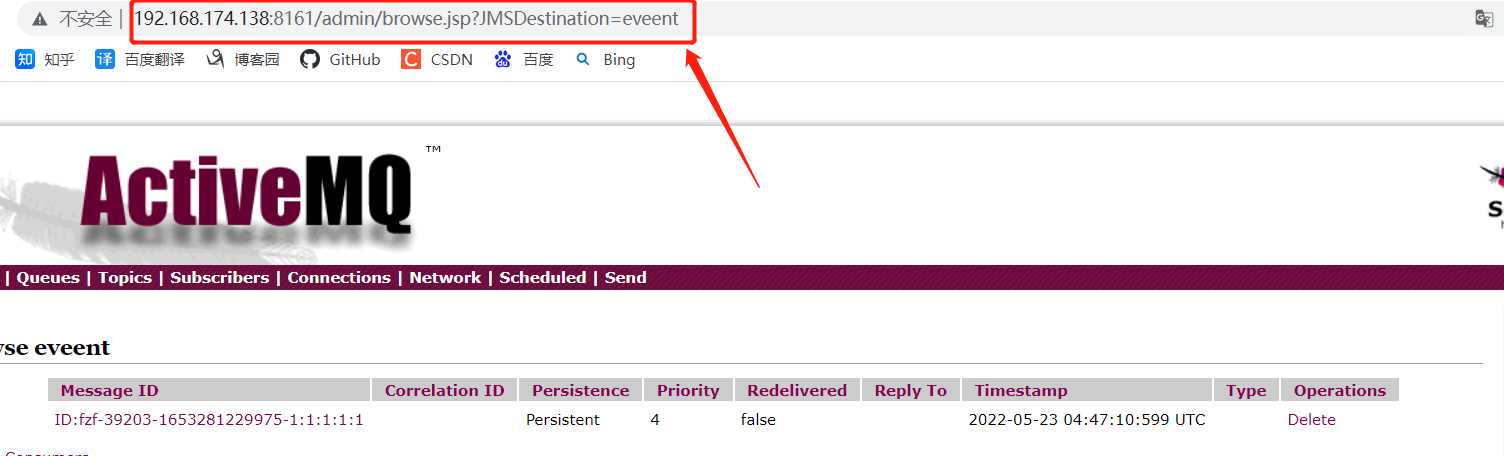 不安全 | 192.168.174.138:8161/admin/browse.jsp?JMSDestination=eveent
知 知乎 译 百度翻译 博客园 GitHub C CSDN 百度 Bing
ActiveMQ ™
S
| Queues | Topics | Subscribers | Connections | Network | Scheduled | Send
wse eveent
Message ID Correlation ID Persistence Priority Redelivered Reply To Timestamp Type Operations
ID:fzf-39203-1653281229975-1:1:1:1:1 Persistent 4 false 2022-05-23 04:47:10:599 UTC Delete